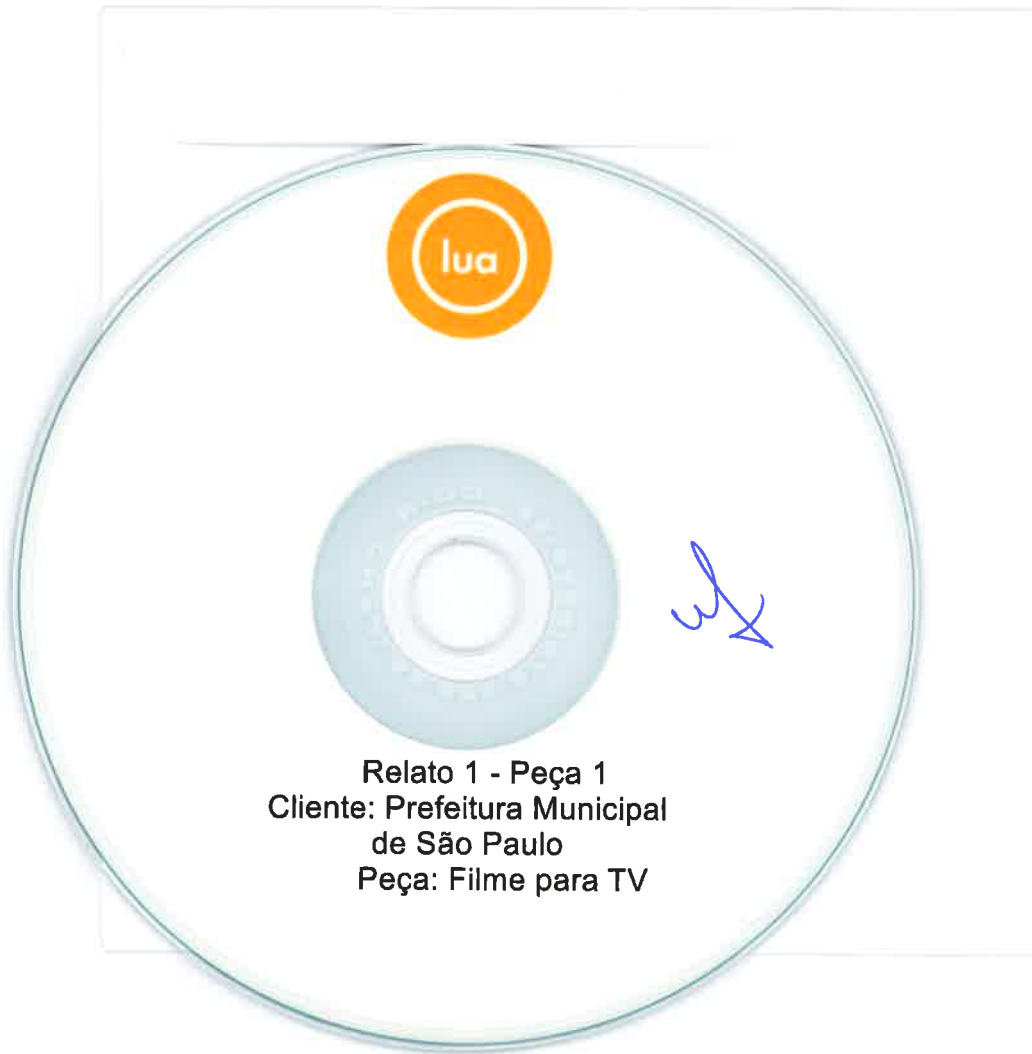 lua
Relato 1 - Peça 1
Cliente: Prefeitura Municipal
de São Paulo
Peça: Filme para TV